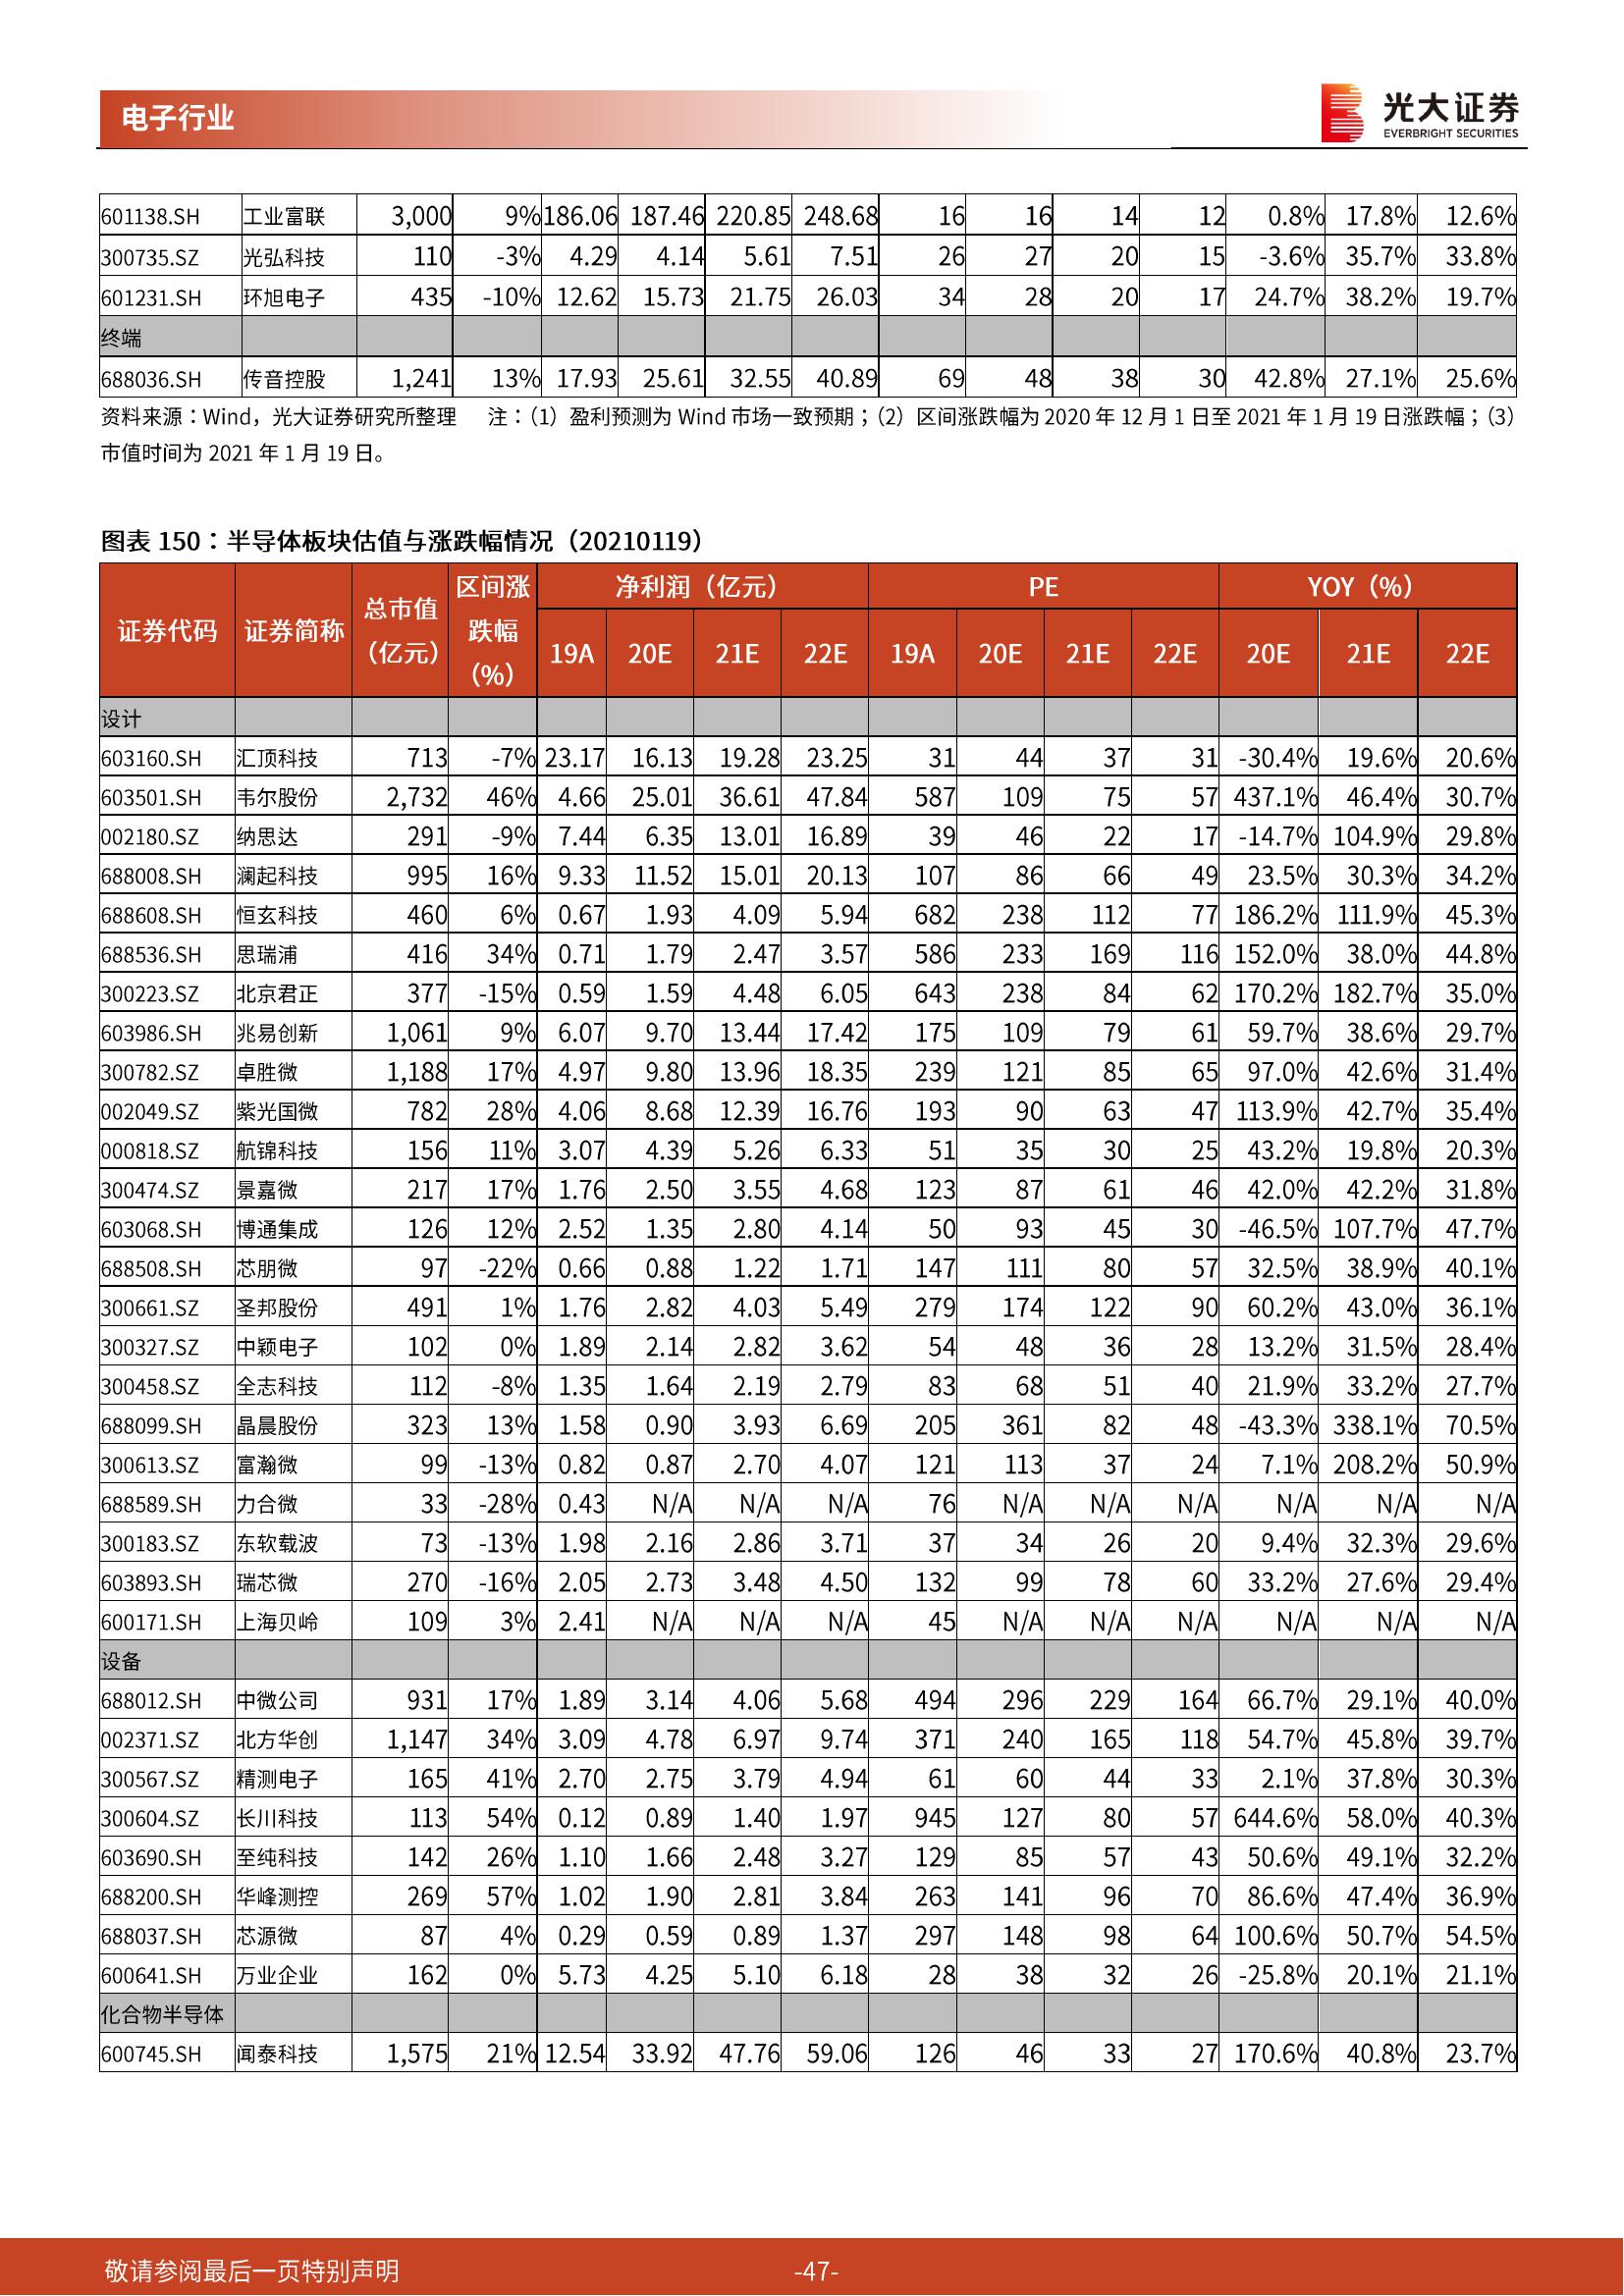 电子行业
光大证券
EVERBRIGHT SECURITIES
601138.SH 工业富联 3,000 9% 186.06 187.46 220.85 248.68 16 16 14 12 0.8% 17.8% 12.6%
300735.SZ 光弘科技 110 -3% 4.29 4.14 5.61 7.51 26 27 20 15 -3.6% 35.7% 33.8%
601231.SH 环旭电子 435 -10% 12.62 15.73 21.75 26.03 34 28 20 17 24.7% 38.2% 19.7%
终端
688036.SH 传音控股 1,241 13% 17.93 25.61 32.55 40.89 69 48 38 30 42.8% 27.1% 25.6%
资料来源：Wind，光大证券研究所整理 注：（1）盈利预测为 Wind 市场一致预期；（2）区间涨跌幅为 2020 年 12 月 1 日至 2021 年 1 月 19 日涨跌幅；（3）
市值时间为 2021 年 1 月 19 日。
图表 150：半导体板块估值与涨跌幅情况（20210119）
证券代码 证券简称 总市值（亿元） 区间涨跌幅（%） 净利润（亿元） PE YOY（%）
19A 20E 21E 22E 19A 20E 21E 22E 20E 21E 22E
设计
603160.SH 汇顶科技 713 -7% 23.17 16.13 19.28 23.25 31 44 37 31 -30.4% 19.6% 20.6%
603501.SH 韦尔股份 2,732 46% 4.66 25.01 36.61 47.84 587 109 75 57 437.1% 46.4% 30.7%
002180.SZ 纳思达 291 -9% 7.44 6.35 13.01 16.89 39 46 22 17 -14.7% 104.9% 29.8%
688008.SH 澜起科技 995 16% 9.33 11.52 15.01 20.13 107 86 66 49 23.5% 30.3% 34.2%
688608.SH 恒玄科技 460 6% 0.67 1.93 4.09 5.94 682 238 112 77 186.2% 111.9% 45.3%
688536.SH 思瑞浦 416 34% 0.71 1.79 2.47 3.57 586 233 169 116 152.0% 38.0% 44.8%
300223.SZ 北京君正 377 -15% 0.59 1.59 4.48 6.05 643 238 84 62 170.2% 182.7% 35.0%
603986.SH 兆易创新 1,061 9% 6.07 9.70 13.44 17.42 175 109 79 61 59.7% 38.6% 29.7%
300782.SZ 卓胜微 1,188 17% 4.97 9.80 13.96 18.35 239 121 85 65 97.0% 42.6% 31.4%
002049.SZ 紫光国微 782 28% 4.06 8.68 12.39 16.76 193 90 63 47 113.9% 42.7% 35.4%
000818.SZ 航锦科技 156 11% 3.07 4.39 5.26 6.33 51 35 30 25 43.2% 19.8% 20.3%
300474.SZ 景嘉微 217 17% 1.76 2.50 3.55 4.68 123 87 61 46 42.0% 42.2% 31.8%
603068.SH 博通集成 126 12% 2.52 1.35 2.80 4.14 50 93 45 30 -46.5% 107.7% 47.7%
688508.SH 芯朋微 97 -22% 0.66 0.88 1.22 1.71 147 111 80 57 32.5% 38.9% 40.1%
300661.SZ 圣邦股份 491 1% 1.76 2.82 4.03 5.49 279 174 122 90 60.2% 43.0% 36.1%
300327.SZ 中颖电子 102 0% 1.89 2.14 2.82 3.62 54 48 36 28 13.2% 31.5% 28.4%
300458.SZ 全志科技 112 -8% 1.35 1.64 2.19 2.79 83 68 51 40 21.9% 33.2% 27.7%
688099.SH 晶晨股份 323 13% 1.58 0.90 3.93 6.69 205 361 82 48 -43.3% 338.1% 70.5%
300613.SZ 富瀚微 99 -13% 0.82 0.87 2.70 4.07 121 113 37 24 7.1% 208.2% 50.9%
688589.SH 力合微 33 -28% 0.43 N/A N/A N/A 76 N/A N/A N/A N/A N/A N/A
300183.SZ 东软载波 73 -13% 1.98 2.16 2.86 3.71 37 34 26 20 9.4% 32.3% 29.6%
603893.SH 瑞芯微 270 -16% 2.05 2.73 3.48 4.50 132 99 78 60 33.2% 27.6% 29.4%
600171.SH 上海贝岭 109 3% 2.41 N/A N/A N/A 45 N/A N/A N/A N/A N/A N/A
设备
688012.SH 中微公司 931 17% 1.89 3.14 4.06 5.68 494 296 229 164 66.7% 29.1% 40.0%
002371.SZ 北方华创 1,147 34% 3.09 4.78 6.97 9.74 371 240 165 118 54.7% 45.8% 39.7%
300567.SZ 精测电子 165 41% 2.70 2.75 3.79 4.94 61 60 44 33 2.1% 37.8% 30.3%
300604.SZ 长川科技 113 54% 0.12 0.89 1.40 1.97 945 127 80 57 644.6% 58.0% 40.3%
603690.SH 至纯科技 142 26% 1.10 1.66 2.48 3.27 129 85 57 43 50.6% 49.1% 32.2%
688200.SH 华峰测控 269 57% 1.02 1.90 2.81 3.84 263 141 96 70 86.6% 47.4% 36.9%
688037.SH 芯源微 87 4% 0.29 0.59 0.89 1.37 297 148 98 64 100.6% 50.7% 54.5%
600641.SH 万业企业 162 0% 5.73 4.25 5.10 6.18 28 38 32 26 -25.8% 20.1% 21.1%
化合物半导体
600745.SH 闻泰科技 1,575 21% 12.54 33.92 47.76 59.06 126 46 33 27 170.6% 40.8% 23.7%
敬请参阅最后一页特别声明 -47-